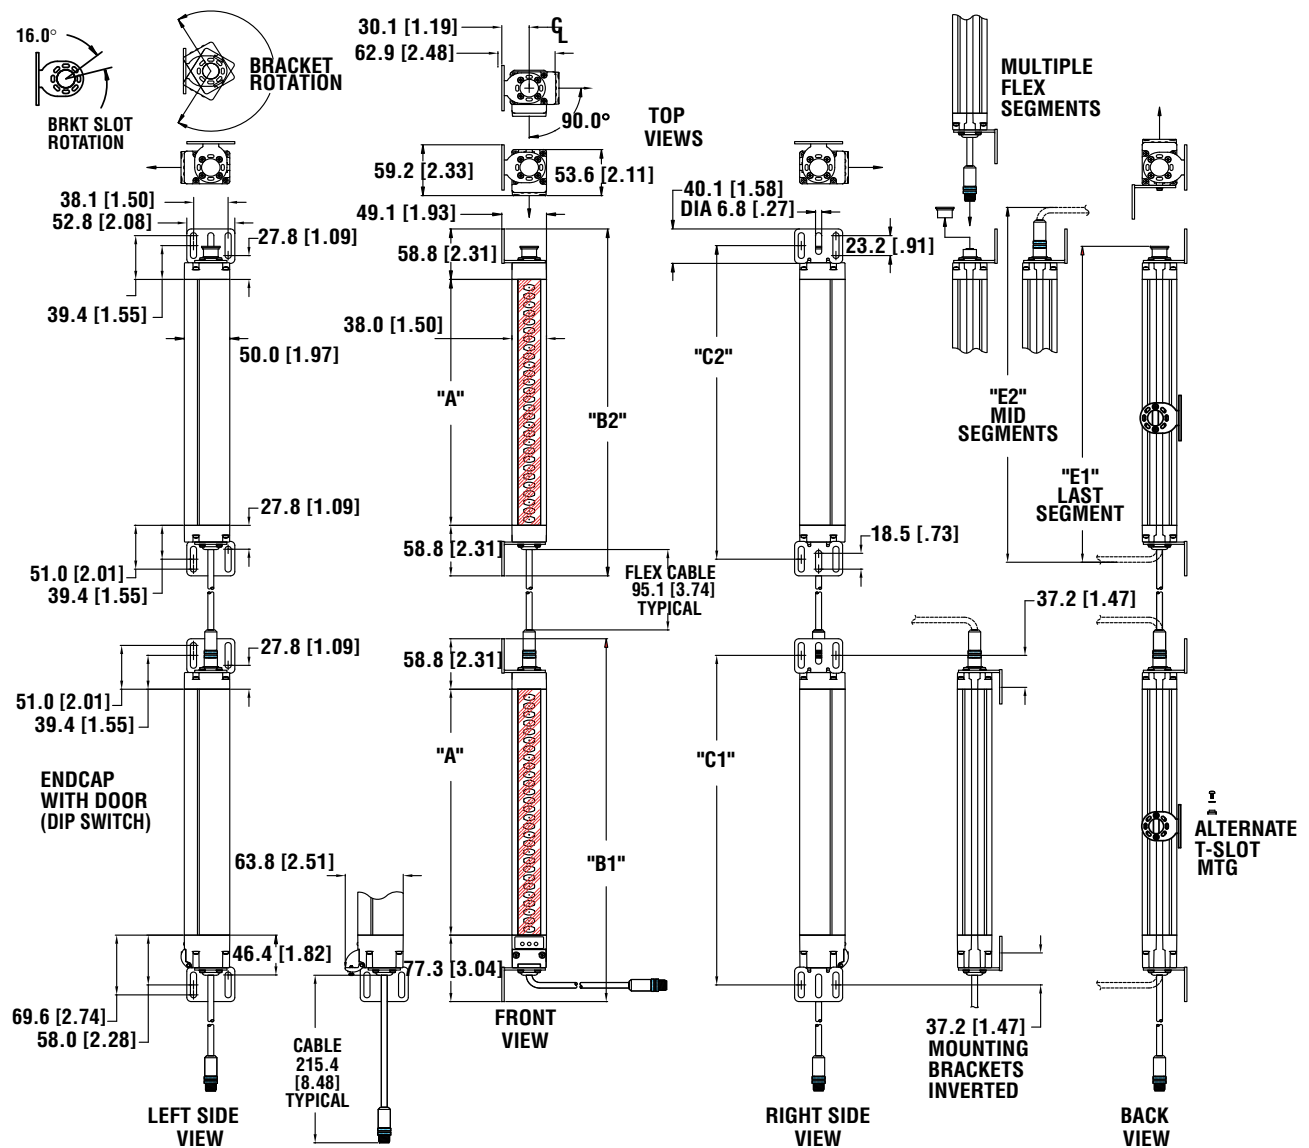 16.0°
BRKT SLOT
ROTATION
BRACKET
ROTATION
30.1 [1.19]
CL
62.9 [2.48]
90.0°
TOP
VIEWS
MULTIPLE
FLEX
SEGMENTS
59.2 [2.33]
53.6 [2.11]
38.1 [1.50]
52.8 [2.08]
27.8 [1.09]
39.4 [1.55]
50.0 [1.97]
49.1 [1.93]
58.8 [2.31]
38.0 [1.50]
"A"
"B2"
40.1 [1.58]
DIA 6.8 [.27]
23.2 [.91]
"C2"
"E2"
MID
SEGMENTS
"E1"
LAST
SEGMENT
27.8 [1.09]
51.0 [2.01]
39.4 [1.55]
58.8 [2.31]
FLEX CABLE
95.1 [3.74]
TYPICAL
18.5 [.73]
37.2 [1.47]
27.8 [1.09]
51.0 [2.01]
39.4 [1.55]
58.8 [2.31]
"A"
"B1"
"C1"
ENDCAP
WITH DOOR
(DIP SWITCH)
63.8 [2.51]
ALTERNATE
T-SLOT
MTG
46.4 [1.82]
77.3 [3.04]
69.6 [2.74]
58.0 [2.28]
CABLE
215.4
[8.48]
TYPICAL
FRONT
VIEW
37.2 [1.47]
MOUNTING
BRACKETS
INVERTED
LEFT SIDE
VIEW
RIGHT SIDE
VIEW
BACK
VIEW